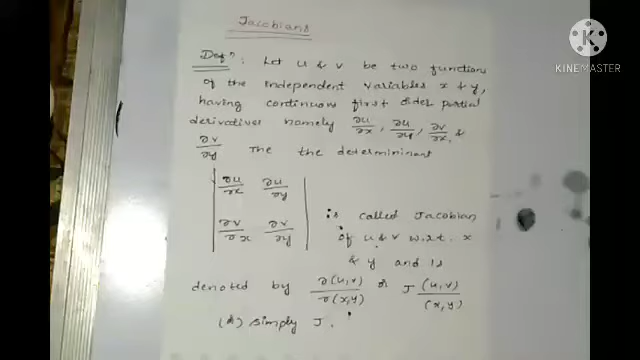 Jacobians
KINEMASTER
Defn: Let u & v be two functions
of the independent variables x & y,
having continuous first order partial
derivatives namely ∂u/∂x, ∂u/∂y, ∂v/∂x, &
∂v/∂y The the determininant
| ∂u/∂x ∂u/∂y |
| ∂v/∂x ∂v/∂y | is called Jacobian
of u & v w.r.t. x
& y and is
denoted by ∂(u,v)/∂(x,y) or J (u,v)/(x,y)
(or) simply J.